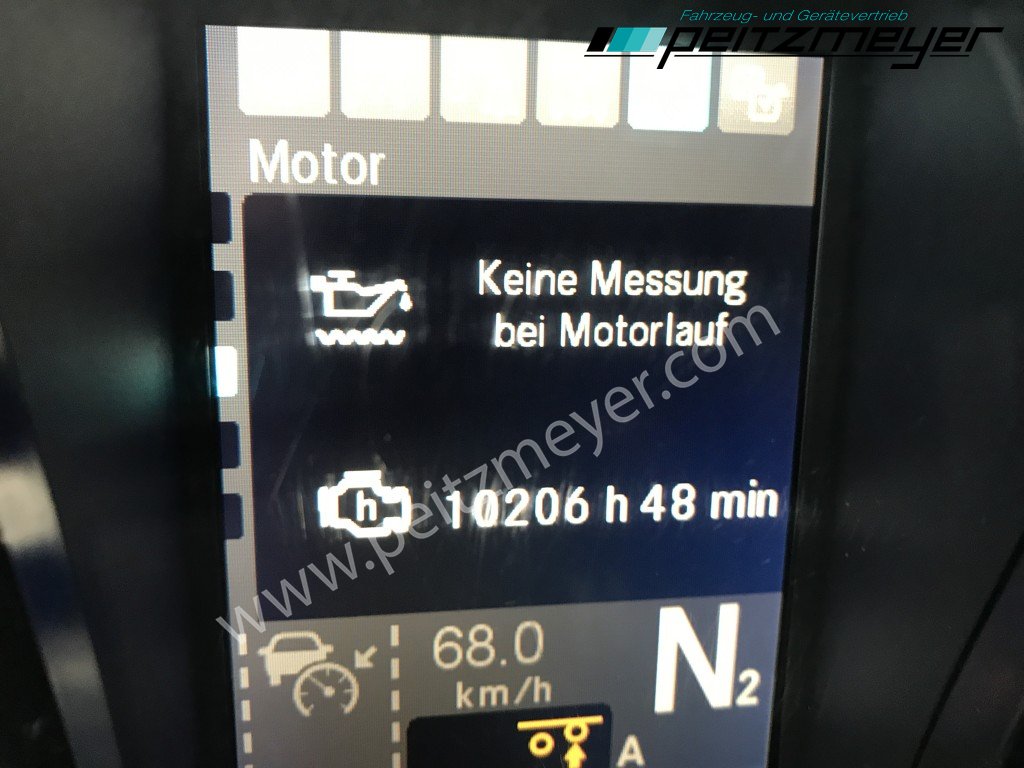 Fahrzeug- und Gerätevertrieb
peitzmeyer
Motor
Keine Messung
bei Motorlauf
www.peitzmeyer.com
h
10206 h 48 min
68.0
km/h
N2
A